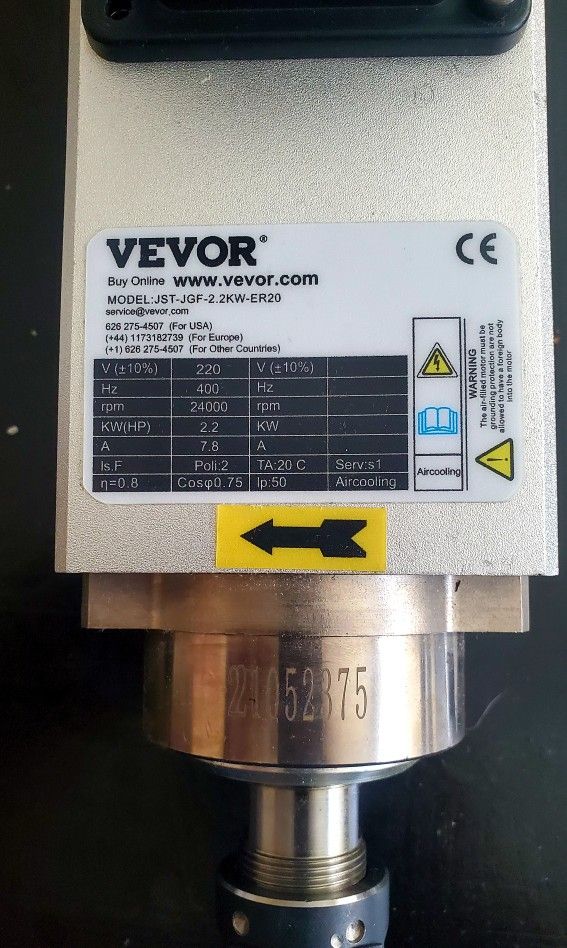 VEVOR®
CE
Buy Online www.vevor.com
MODEL:JST-JGF-2.2KW-ER20
service@vevor.com
626 275-4507 (For USA)
(+44) 1173182739 (For Europe)
(+1) 626 275-4507 (For Other Countries)
V (±10%) 220 V (±10%)
Hz 400 Hz
rpm 24000 rpm
KW(HP) 2.2 KW
A 7.8 A
Is.F Poli:2 TA:20 C Serv:s1
η=0.8 Cosφ0.75 Ip:50 Aircooling
Aircooling
WARNING
The air-filled motor must be
grounding protection are not
allowed to have a foreign body
into the motor
21052375